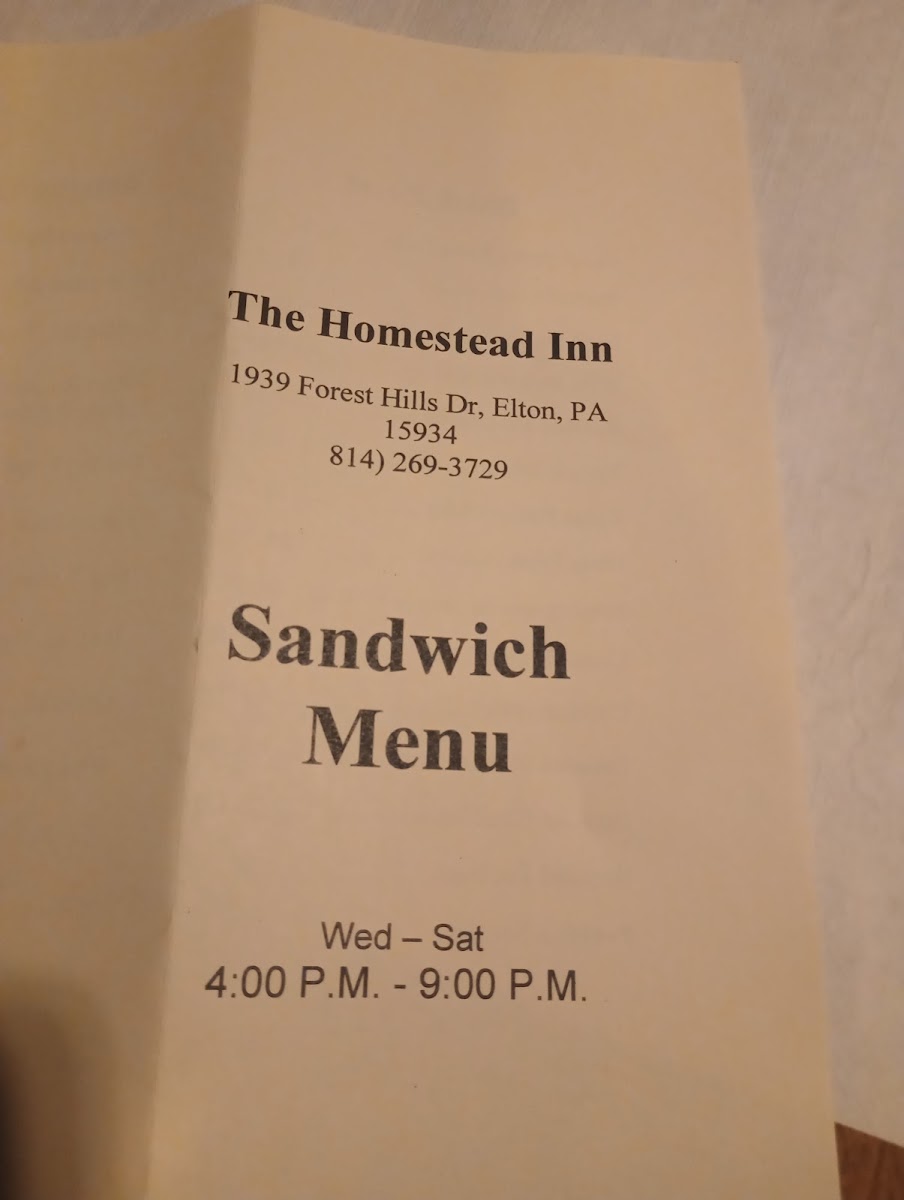 The Homestead Inn
1939 Forest Hills Dr, Elton, PA
15934
814) 269-3729
Sandwich
Menu
Wed – Sat
4:00 P.M. - 9:00 P.M.